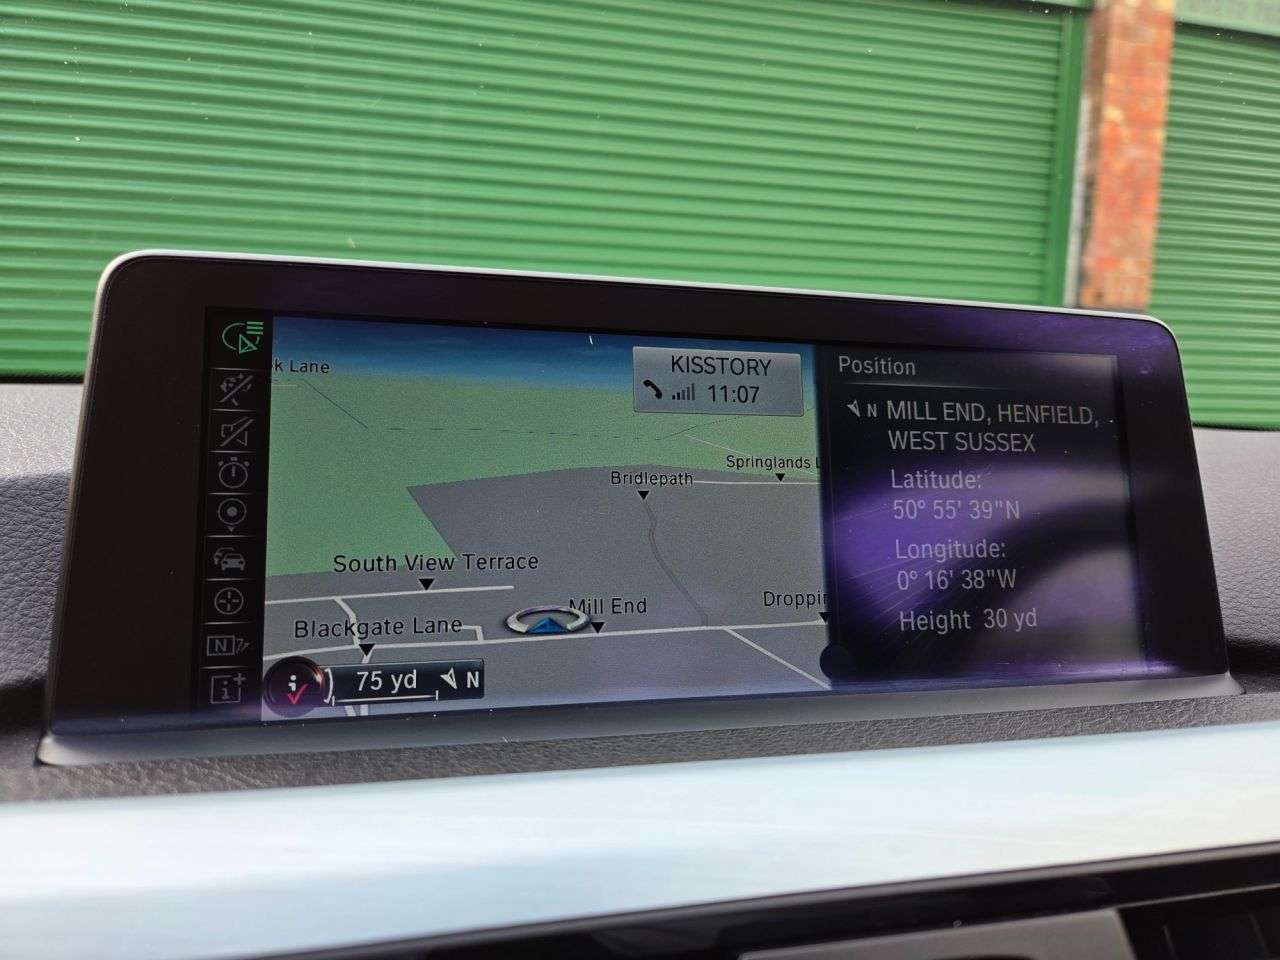 k Lane
KISSTORY
11:07
Position
N MILL END, HENFIELD,
WEST SUSSEX
Springlands L
Bridlepath
Latitude:
50° 55' 39"N
Longitude:
0° 16' 38"W
South View Terrace
Mill End
Droppin
Height 30 yd
Blackgate Lane
N
75 yd N
i